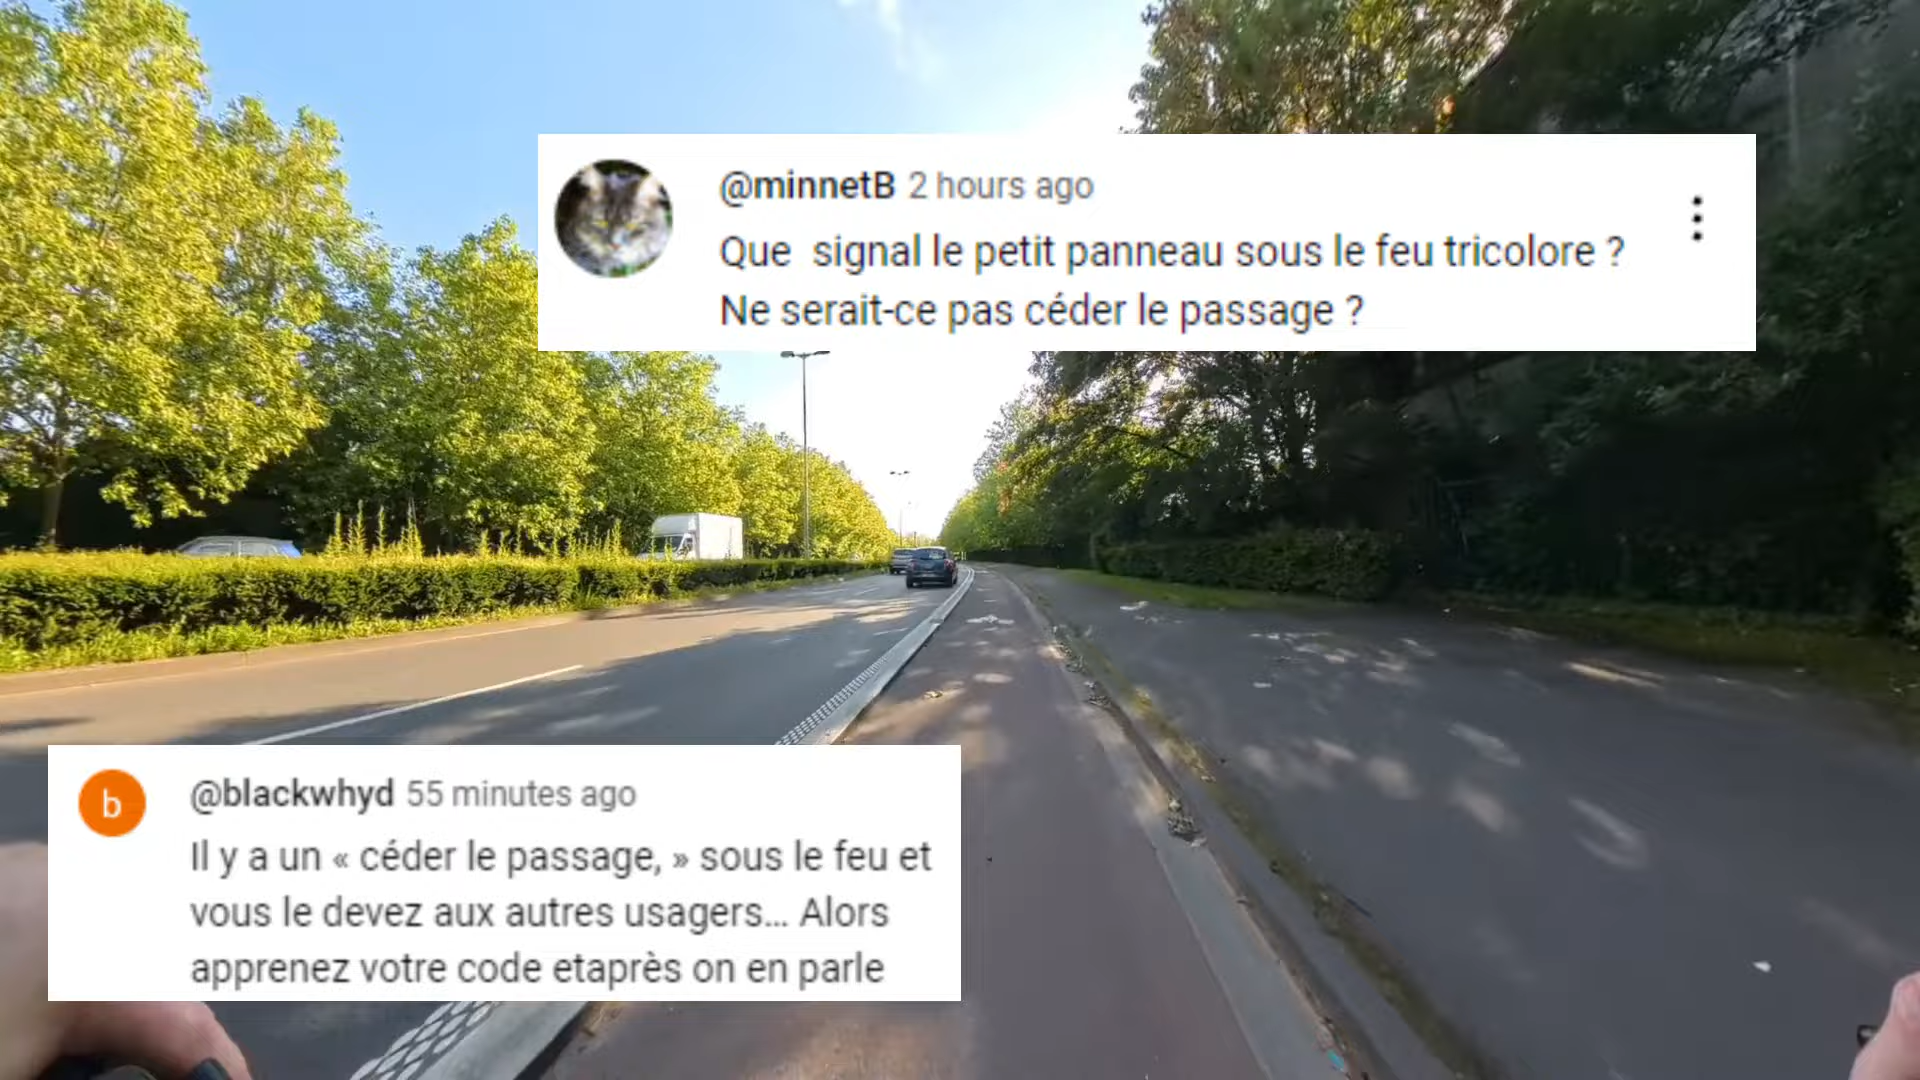 @minnetB 2 hours ago
Que signal le petit panneau sous le feu tricolore ?
Ne serait-ce pas céder le passage ?
b
@blackwhyd 55 minutes ago
Il y a un « céder le passage, » sous le feu et
vous le devez aux autres usagers... Alors
apprenez votre code etaprès on en parle